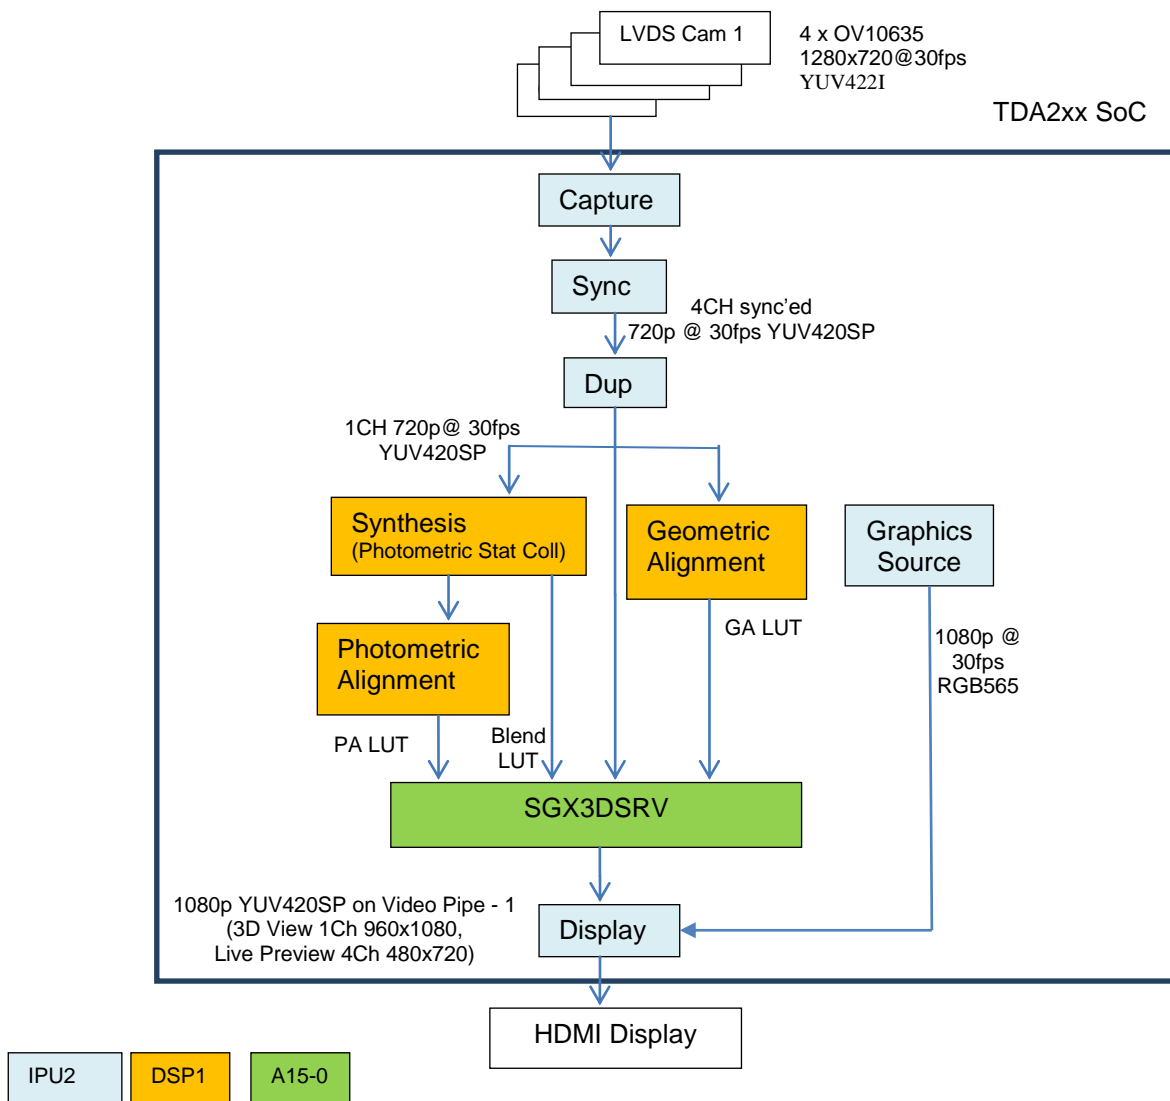 LVDS Cam 1
4 x OV10635
1280x720@30fps
YUV422I
TDA2xx SoC
Capture
Sync
4CH sync’ed
720p @ 30fps YUV420SP
Dup
1CH 720p@ 30fps
YUV420SP
Synthesis
(Photometric Stat Coll)
Geometric
Alignment
Graphics
Source
Photometric
Alignment
GA LUT
1080p @
30fps
RGB565
PA LUT
Blend
LUT
SGX3DSRV
1080p YUV420SP on Video Pipe - 1
(3D View 1Ch 960x1080,
Live Preview 4Ch 480x720)
Display
HDMI Display
IPU2
DSP1
A15-0